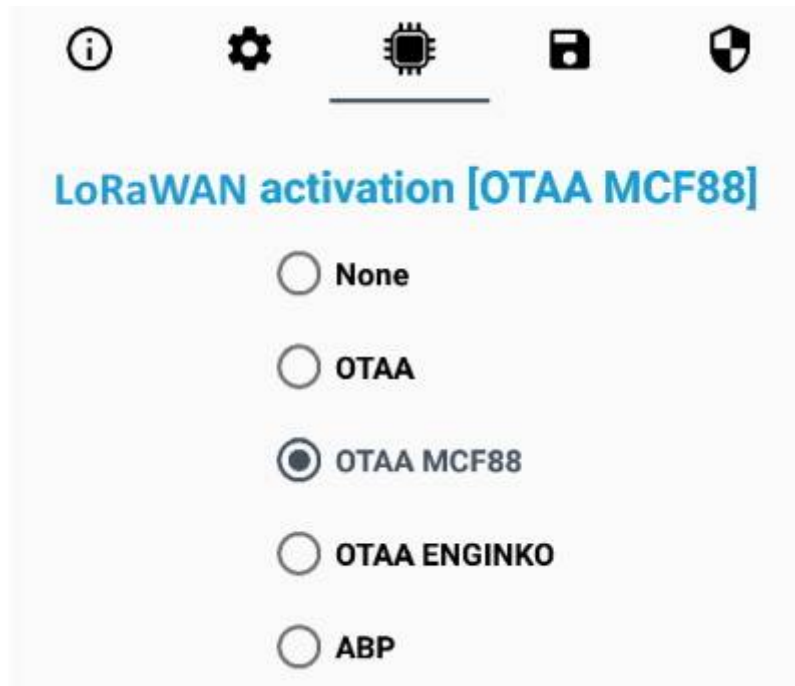 LoRaWAN activation [OTAA MCF88]
None
OTAA
OTAA MCF88
OTAA ENGINKO
ABP